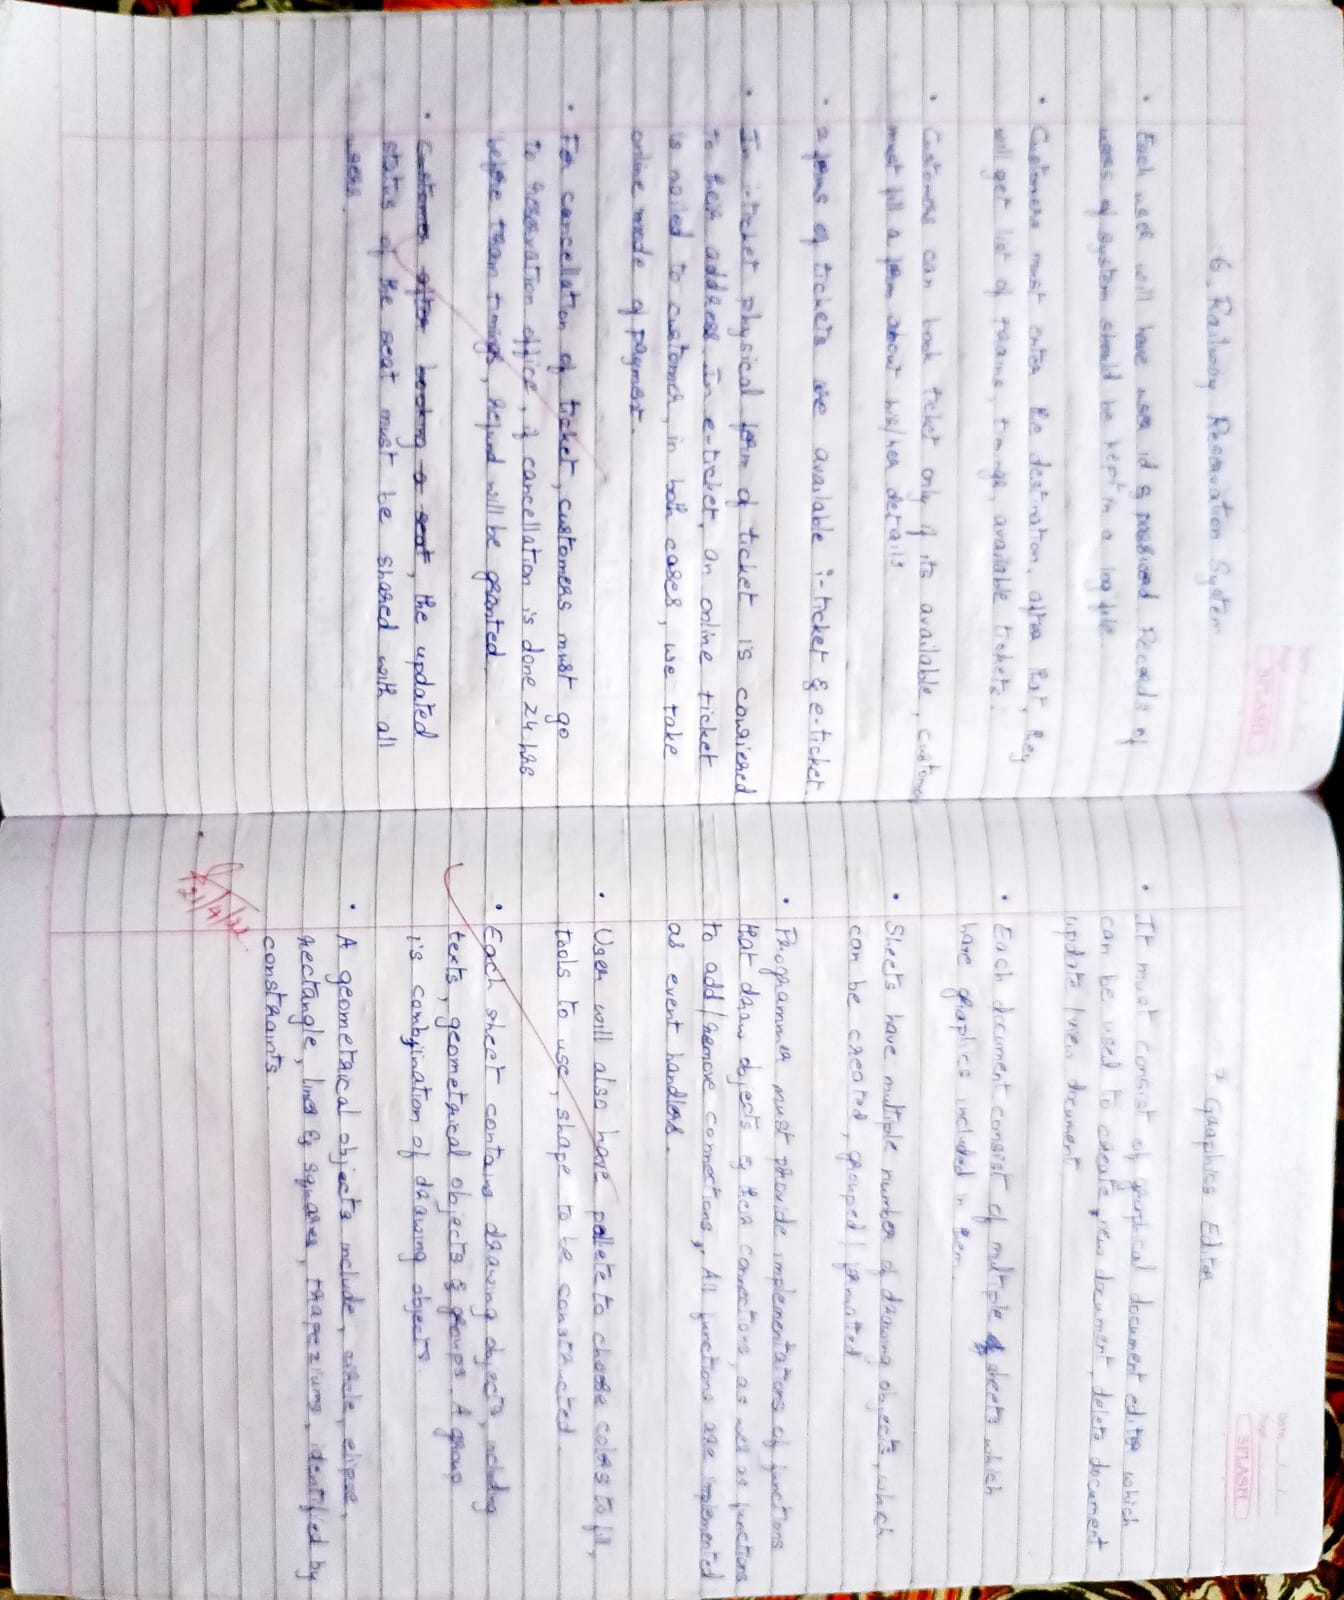 6. Railway Reservation System
• Each user will have user id & password Records of
users of system should be kept in a log file
• Customers must enter the destination, after that, they
will get list of trains, timings, available tickets.
• Customers can book ticket only if its available, customer
must fill a form about his/her details.
• 2 forms of tickets are available i-ticket & e-ticket.
• In i-ticket physical form of ticket is couriered
to their address. In e-ticket, an online ticket
is mailed to customer, in both cases, we take
online mode of payment.
• For cancellation of ticket, customers must go
to reservation office, if cancellation is done 24 hrs
before train timings, refund will be granted.
• Customer after booking a seat, the updated
status of the seat must be shared with all
users.
SPLASH
7 Graphics Editor
• It must consist of graphical document editor which
can be used to create new document, delete document
update / view document
• Each document consist of multiple sheets which
have graphics included in them.
• Sheets have multiple number of drawing objects, which
can be created, grouped / formatted
• Programmer must provide implementations of functions
that draw objects & their connections, as well as functions
to add/remove connections, All functions are implemented
as event handlers.
• User will also have pallete to choose colors to fill,
tools to use, shape to be constructed.
• Each sheet contains drawing objects, including
texts, geometrical objects & groups. A group
is combination of drawing objects.
• A geometrical objects include, circle, elipse,
rectangle, lines & squares, trapeziums, identified by
constraints.
Date
Page
SPLASH